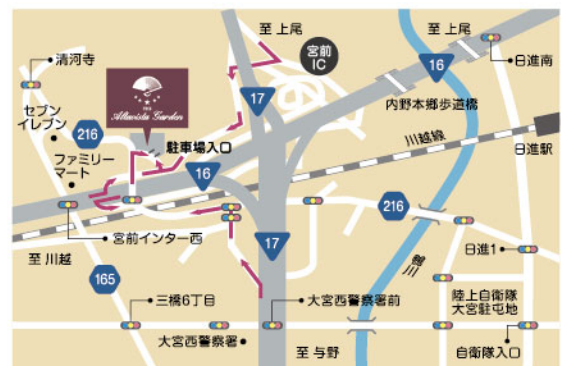 至 上尾
至 上尾
宮前
IC
清河寺
16
日進南
17
THE
Altavista Garden
セブン
イレブン
216
内野本郷歩道橋
川越線
日進駅
駐車場入口
ファミリー
マート
16
216
宮前インター西
17
鴨川
日進1
至 川越
165
三橋6丁目
大宮西警察署前
陸上自衛隊
大宮駐屯地
大宮西警察署
至 与野
自衛隊入口